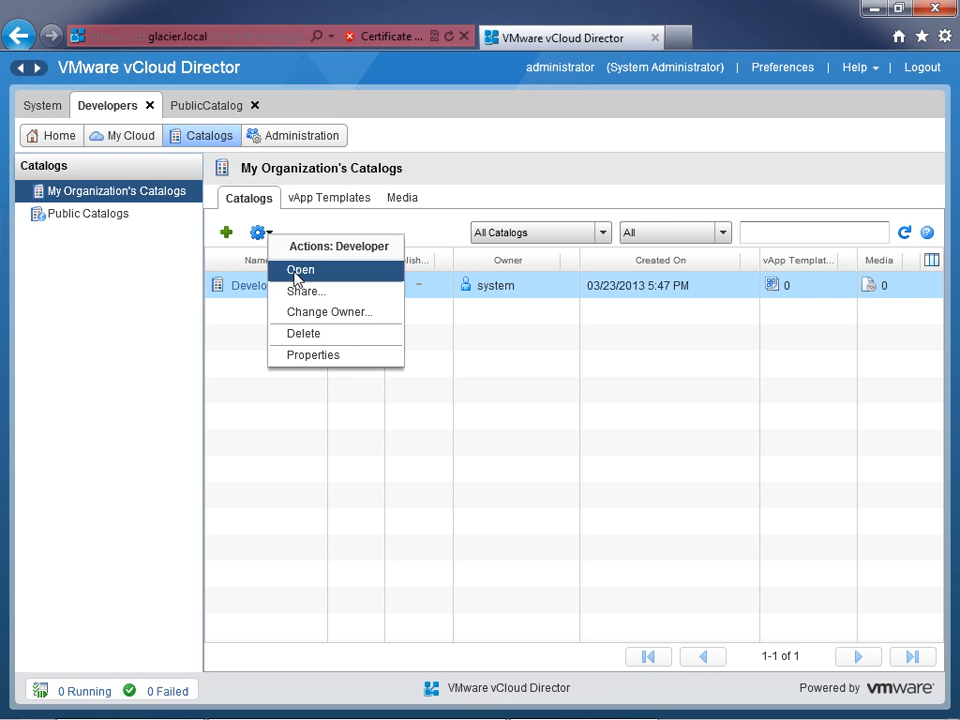 glacier.local
Certificate ...
VMware vCloud Director
VMware vCloud Director
administrator (System Administrator) | Preferences | Help | Logout
System
Developers
PublicCatalog
Home
My Cloud
Catalogs
Administration
Catalogs
My Organization's Catalogs
Public Catalogs
My Organization's Catalogs
Catalogs
vApp Templates
Media
All Catalogs
All
Actions: Developer
Open
Share...
Change Owner...
Delete
Properties
Owner
Created On
vApp Templat...
Media
system
03/23/2013 5:47 PM
0
0
1-1 of 1
0 Running
0 Failed
VMware vCloud Director
Powered by vmware